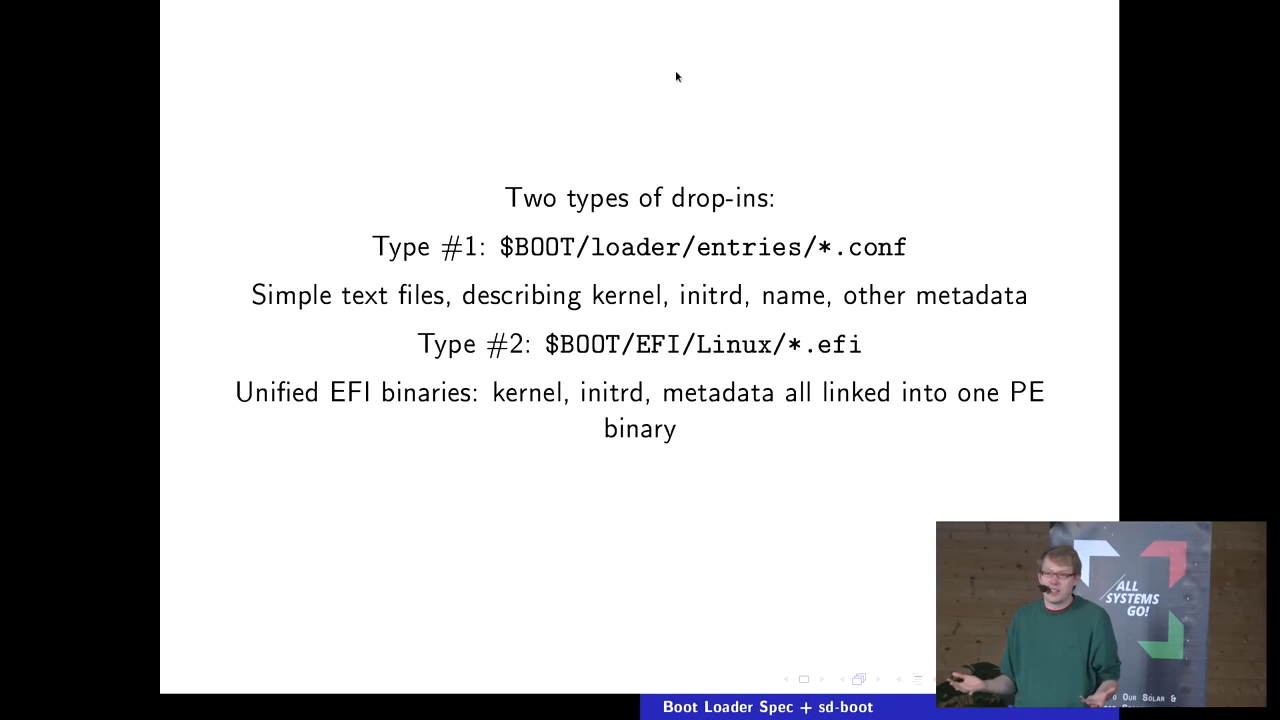 Two types of drop-ins:
Type #1: $BOOT/loader/entries/*.conf
Simple text files, describing kernel, initrd, name, other metadata
Type #2: $BOOT/EFI/Linux/*.efi
Unified EFI binaries: kernel, initrd, metadata all linked into one PE
binary
ALL
SYSTEMS
GO!
Our Solar &
Boot Loader Spec + sd-boot